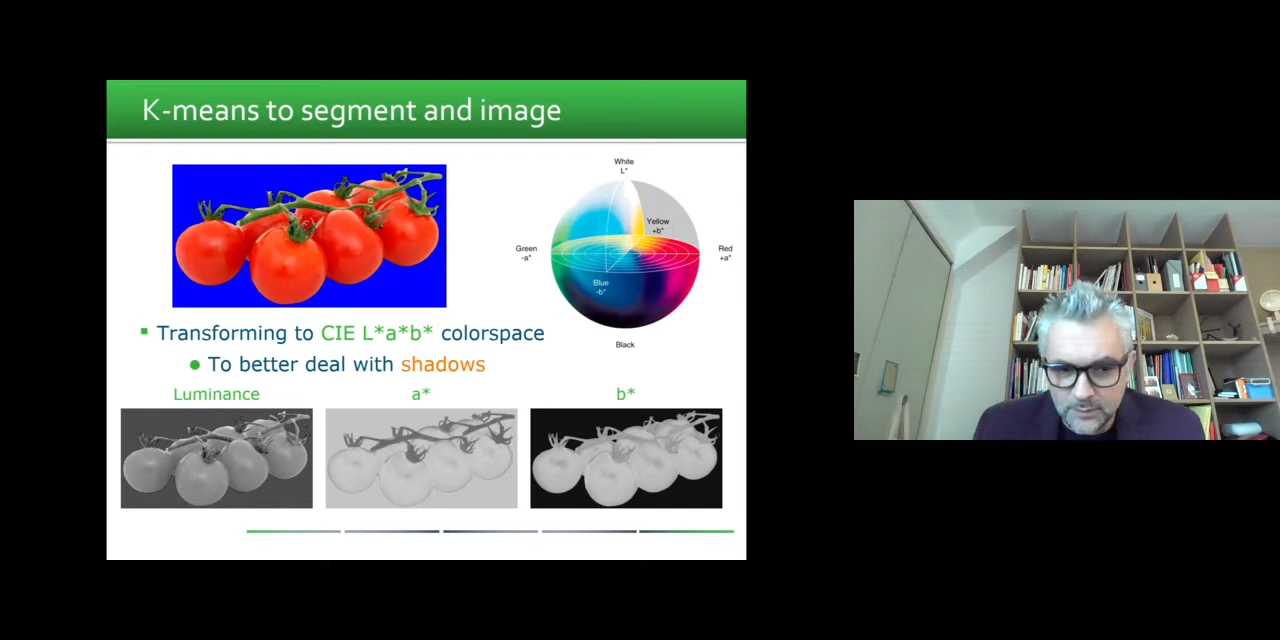 K-means to segment and image
White
L*
Yellow
+b*
Green
-a*
Red
+a*
Blue
-b*
Black
Transforming to CIE L*a*b* colorspace
To better deal with shadows
Luminance
a*
b*